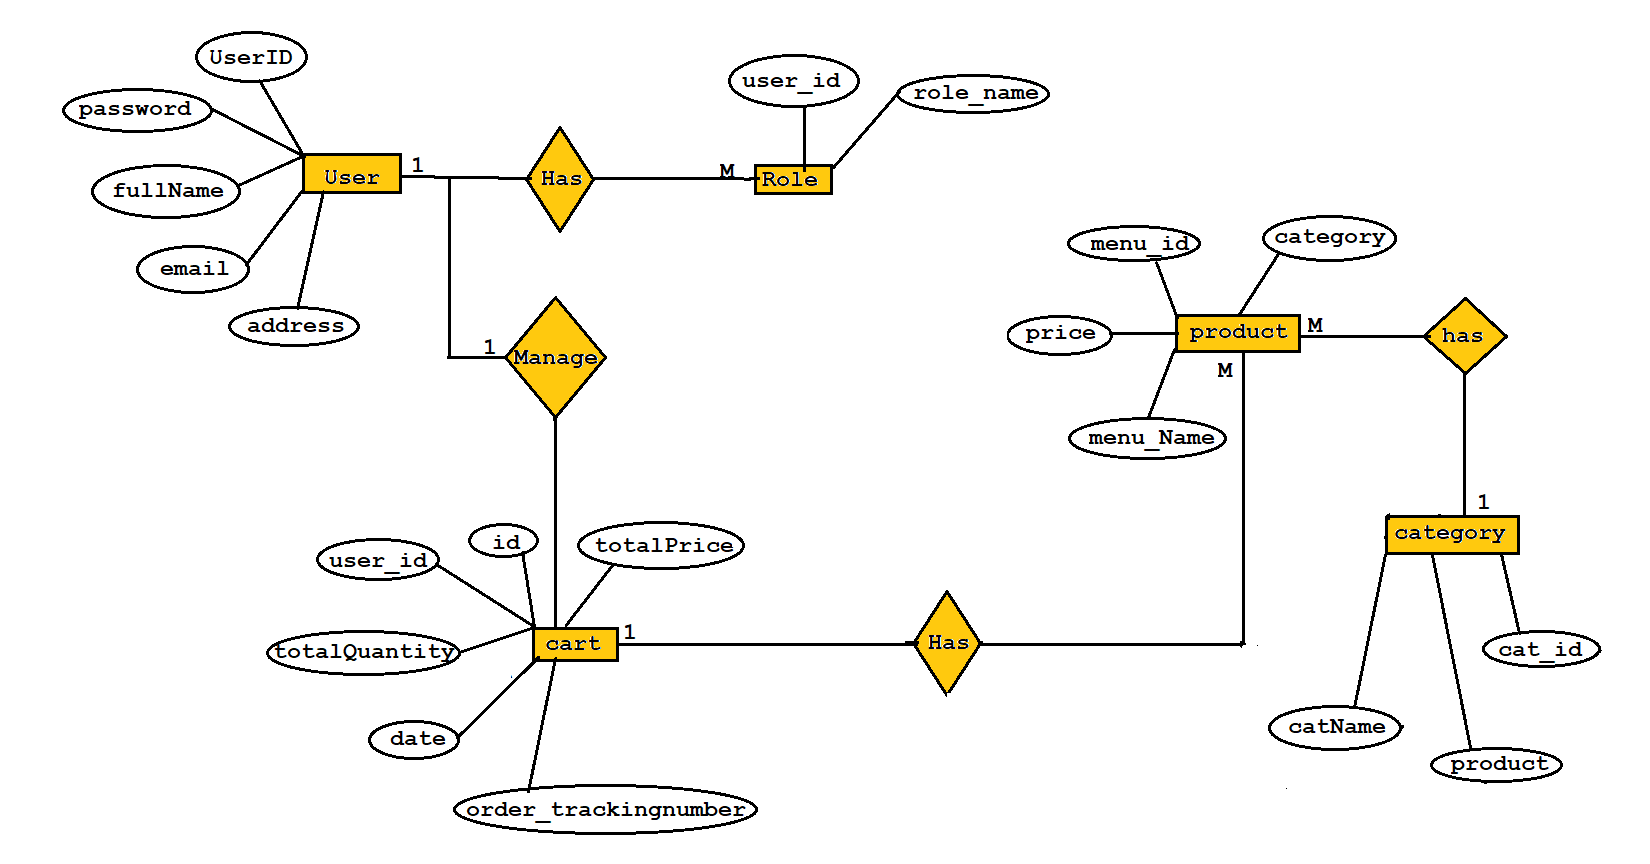 UserID
password
fullName
email
address
User
1
Has
M
Role
user_id
role_name
1
Manage
menu_id
category
price
product
M
has
M
menu_Name
1
category
catName
product
cat_id
user_id
id
totalPrice
totalQuantity
cart
1
Has
date
order_trackingnumber